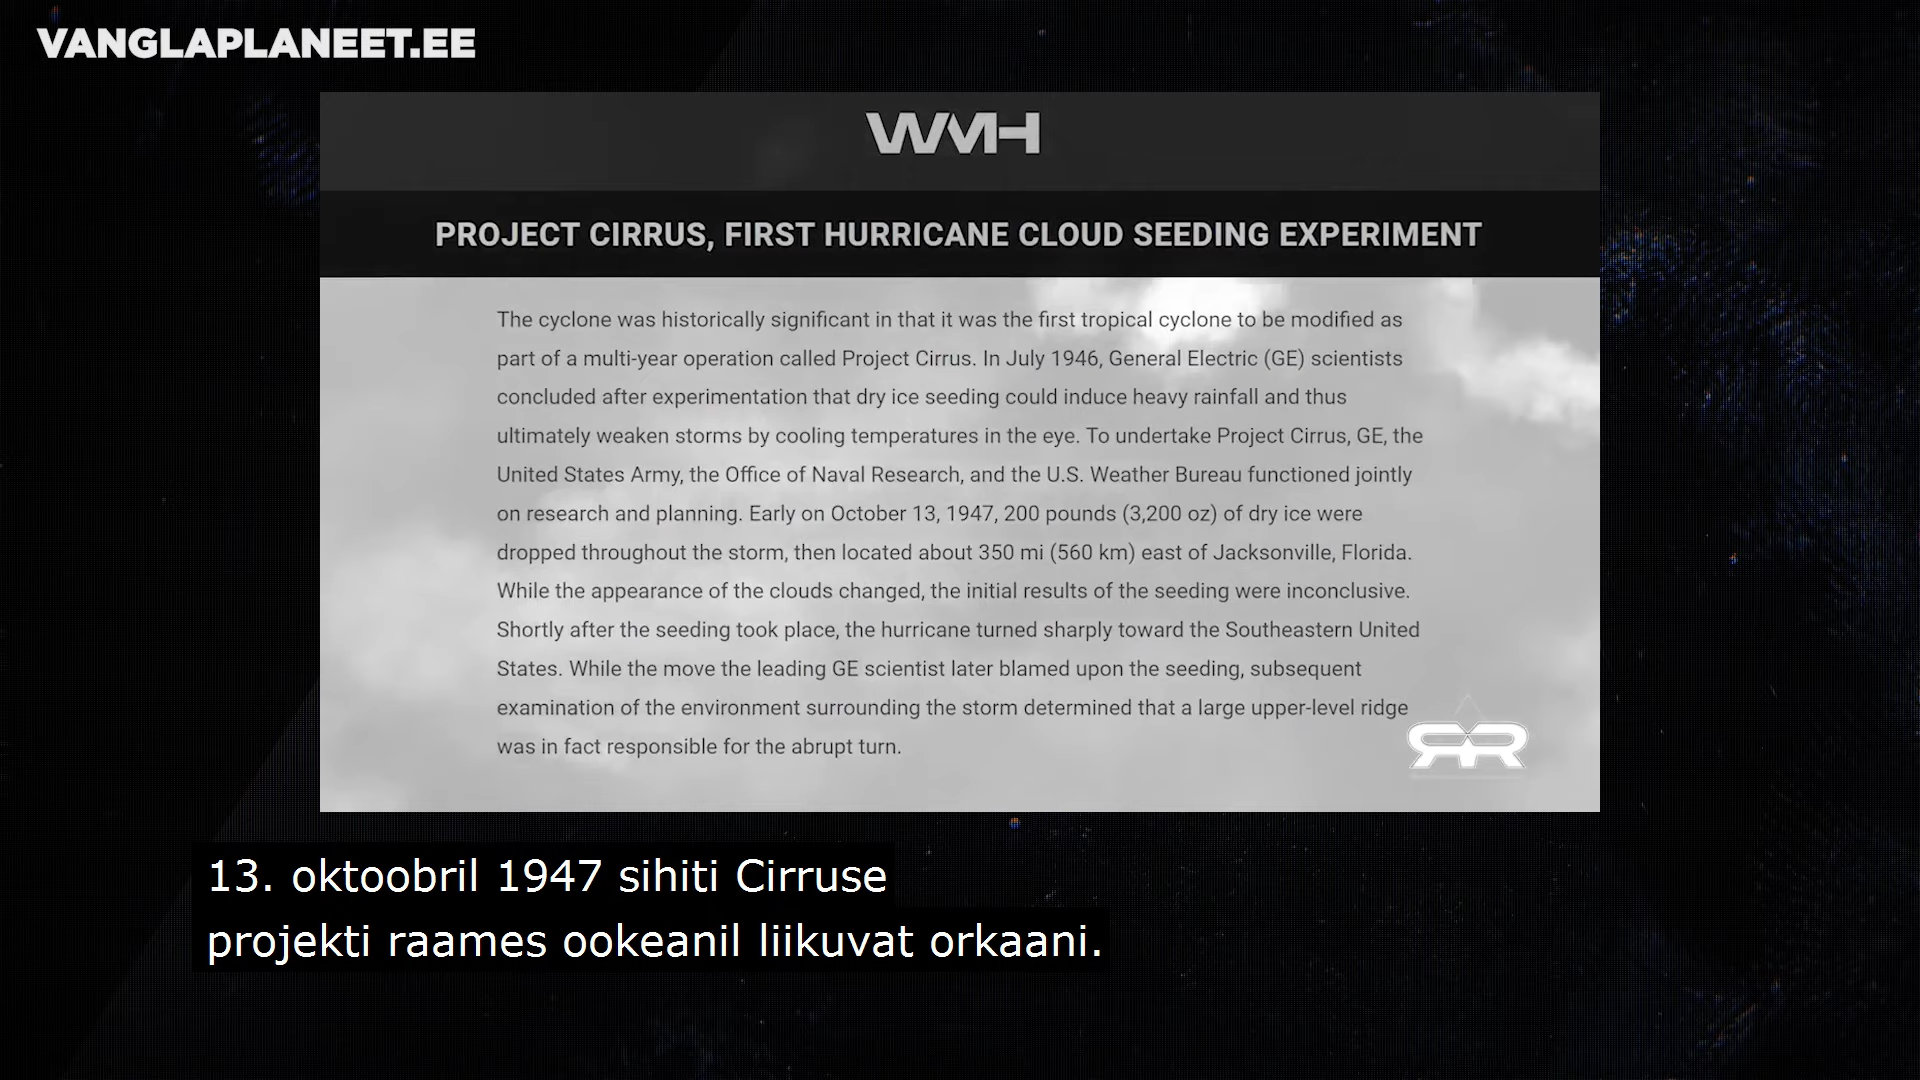 VANGLAPLANEET.EE
WMH
PROJECT CIRRUS, FIRST HURRICANE CLOUD SEEDING EXPERIMENT
The cyclone was historically significant in that it was the first tropical cyclone to be modified as
part of a multi-year operation called Project Cirrus. In July 1946, General Electric (GE) scientists
concluded after experimentation that dry ice seeding could induce heavy rainfall and thus
ultimately weaken storms by cooling temperatures in the eye. To undertake Project Cirrus, GE, the
United States Army, the Office of Naval Research, and the U.S. Weather Bureau functioned jointly
on research and planning. Early on October 13, 1947, 200 pounds (3,200 oz) of dry ice were
dropped throughout the storm, then located about 350 mi (560 km) east of Jacksonville, Florida.
While the appearance of the clouds changed, the initial results of the seeding were inconclusive.
Shortly after the seeding took place, the hurricane turned sharply toward the Southeastern United
States. While the move the leading GE scientist later blamed upon the seeding, subsequent
examination of the environment surrounding the storm determined that a large upper-level ridge
was in fact responsible for the abrupt turn.
13. oktoobril 1947 sihiti Cirruse
projekti raames ookeanil liikuvat orkaani.